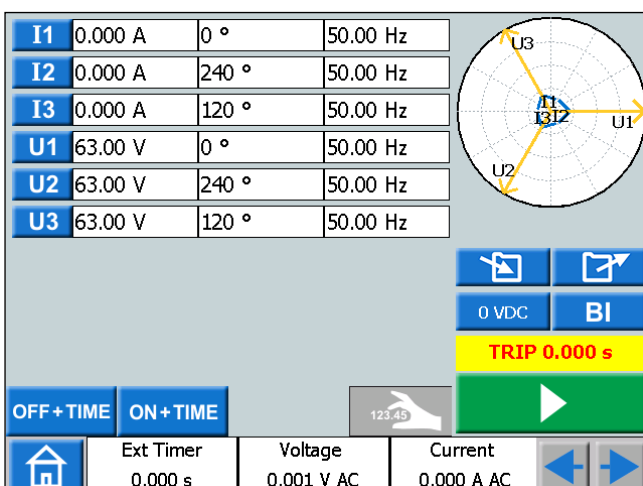 I1 0.000 A 0 ° 50.00 Hz
I2 0.000 A 240 ° 50.00 Hz
I3 0.000 A 120 ° 50.00 Hz
U1 63.00 V 0 ° 50.00 Hz
U2 63.00 V 240 ° 50.00 Hz
U3 63.00 V 120 ° 50.00 Hz
U3
I1
I3 I2
U1
U2
0 VDC BI
TRIP 0.000 s
OFF+TIME ON+TIME 123.45
Ext Timer Voltage Current
0.000 s 0.001 V AC 0.000 A AC